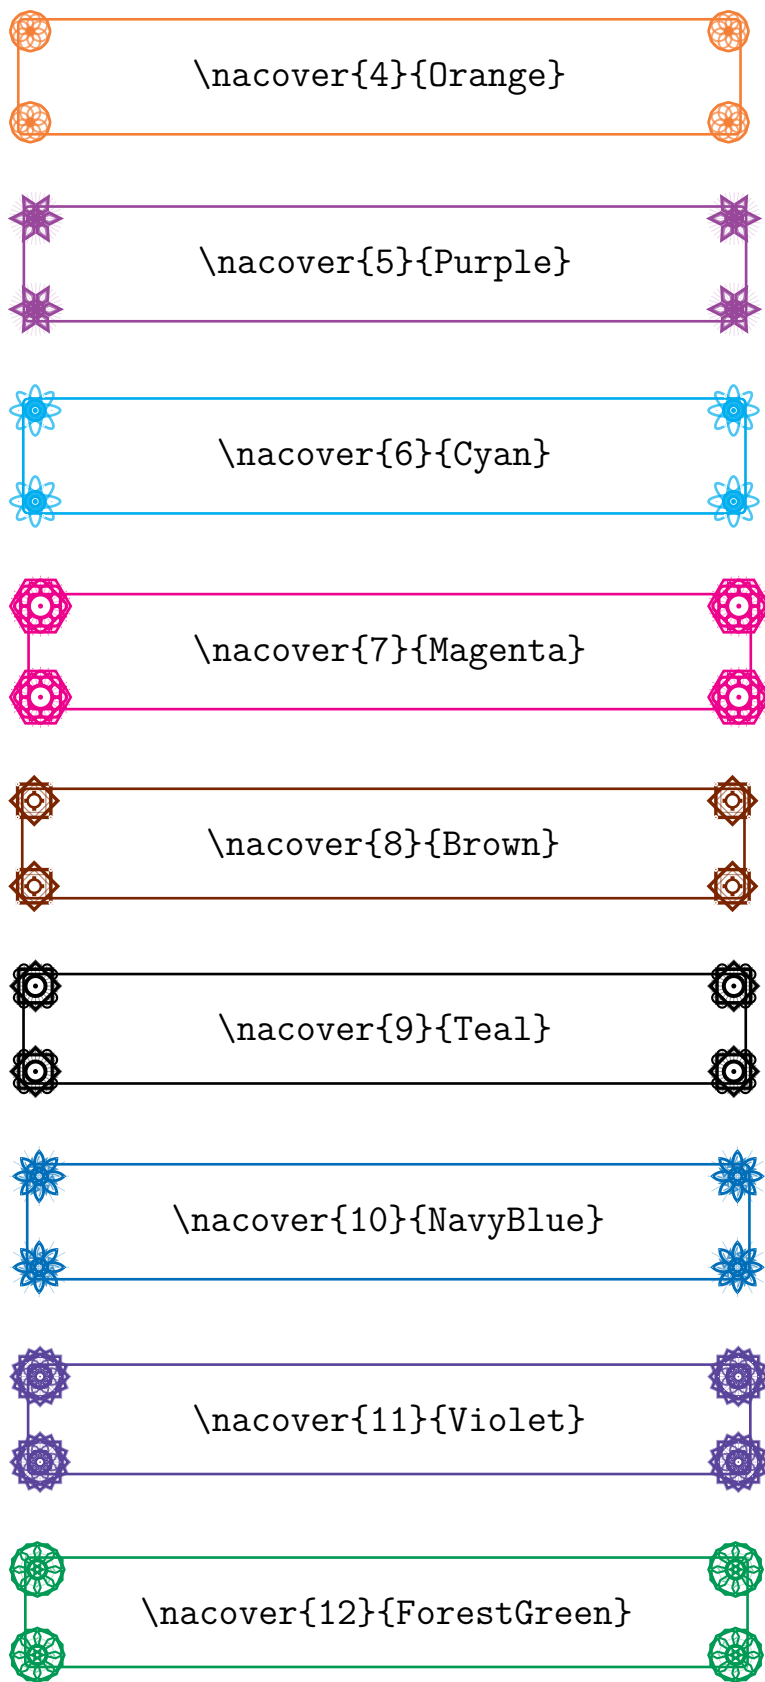 \nacover{4}{Orange}
\nacover{5}{Purple}
\nacover{6}{Cyan}
\nacover{7}{Magenta}
\nacover{8}{Brown}
\nacover{9}{Teal}
\nacover{10}{NavyBlue}
\nacover{11}{Violet}
\nacover{12}{ForestGreen}